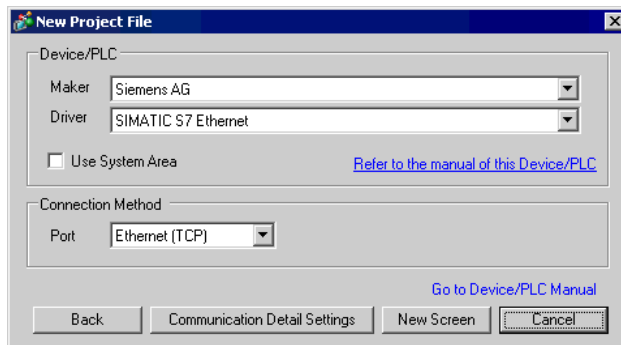 New Project File
Device/PLC
Maker Siemens AG
Driver SIMATIC S7 Ethernet
Use System Area Refer to the manual of this Device/PLC
Connection Method
Port Ethernet (TCP)
Go to Device/PLC Manual
Back Communication Detail Settings New Screen Cancel